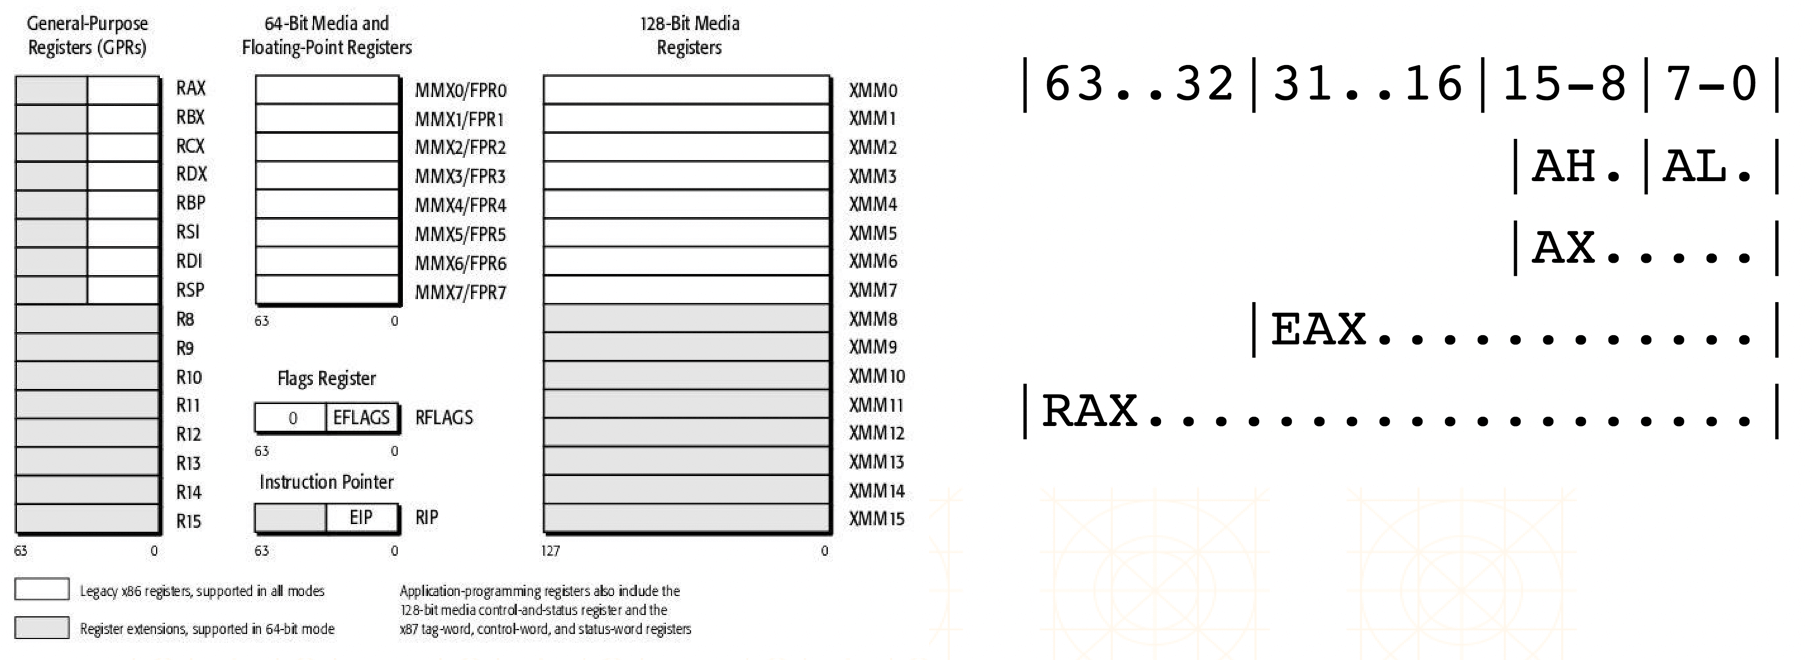 General-Purpose
Registers (GPRs)
RAX
RBX
RCX
RDX
RBP
RSI
RDI
RSP
R8
R9
R10
R11
R12
R13
R14
R15
63 0
64-Bit Media and
Floating-Point Registers
MMX0/FPR0
MMX1/FPR1
MMX2/FPR2
MMX3/FPR3
MMX4/FPR4
MMX5/FPR5
MMX6/FPR6
MMX7/FPR7
63 0
Flags Register
0 EFLAGS RFLAGS
63 0
Instruction Pointer
EIP RIP
63 0
128-Bit Media
Registers
XMM0
XMM1
XMM2
XMM3
XMM4
XMM5
XMM6
XMM7
XMM8
XMM9
XMM10
XMM11
XMM12
XMM13
XMM14
XMM15
127 0
Legacy x86 registers, supported in all modes
Register extensions, supported in 64-bit mode
Application-programming registers also include the
128-bit media control-and-status register and the
x87 tag-word, control-word, and status-word registers
|63..32|31..16|15-8|7-0|
|AH.|AL.|
|AX.....|
|EAX............|
|RAX...................|